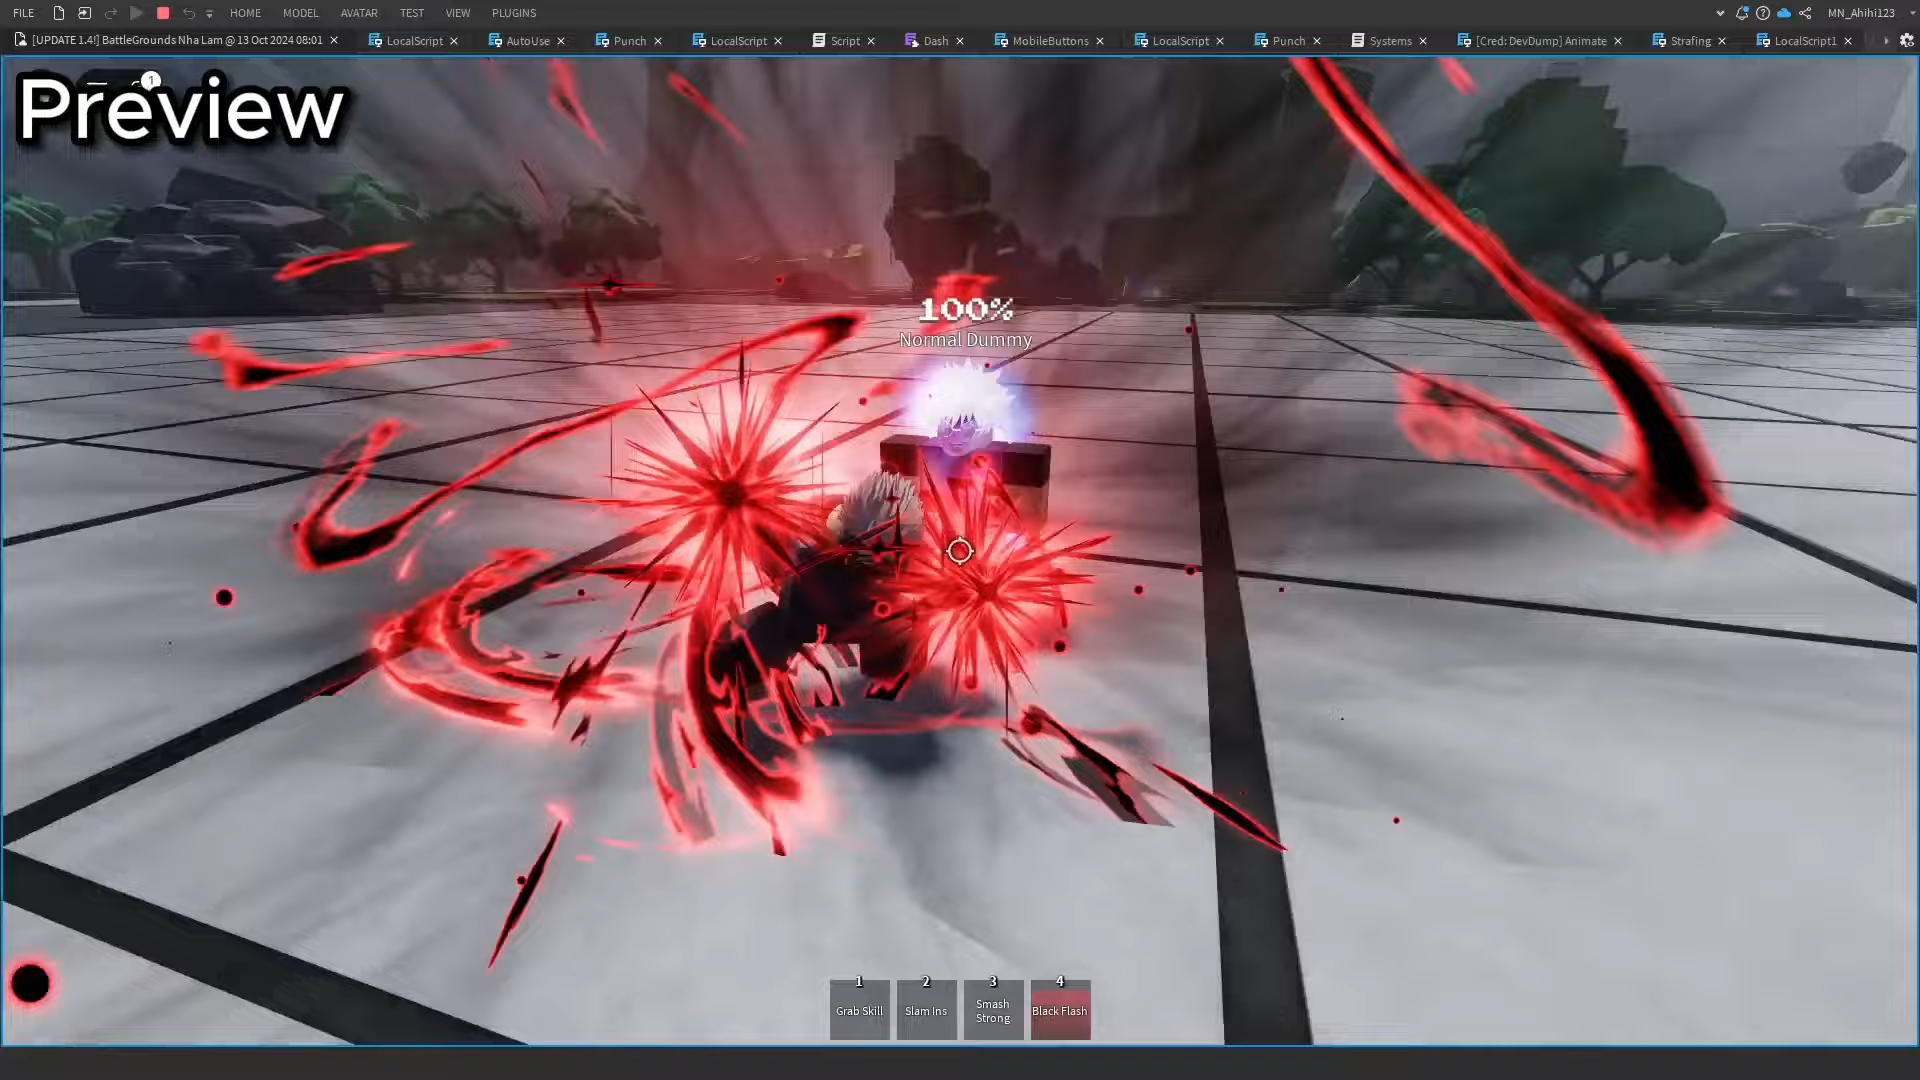 FILE HOME MODEL AVATAR TEST VIEW PLUGINS MN_Ahihi123
[UPDATE 1.4!] BattleGrounds Nha Lam @ 13 Oct 2024 08:01 LocalScript AutoUse Punch LocalScript Script Dash MobileButtons LocalScript Punch Systems [Cred: DevDump] Animate Strafing LocalScript1
1
Preview
100%
Normal Dummy
1 2 3 4
Grab Skill Slam Ins Smash Strong Black Flash